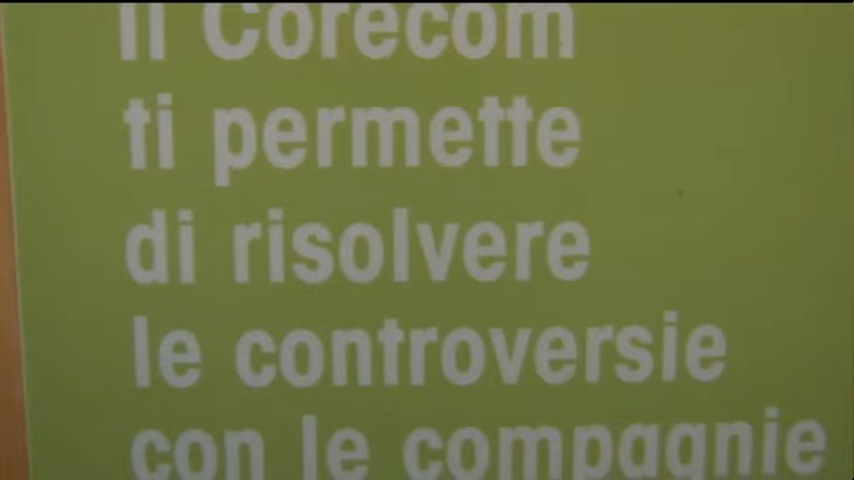 Il Corecom
ti permette
di risolvere
le controversie
con le compagnie